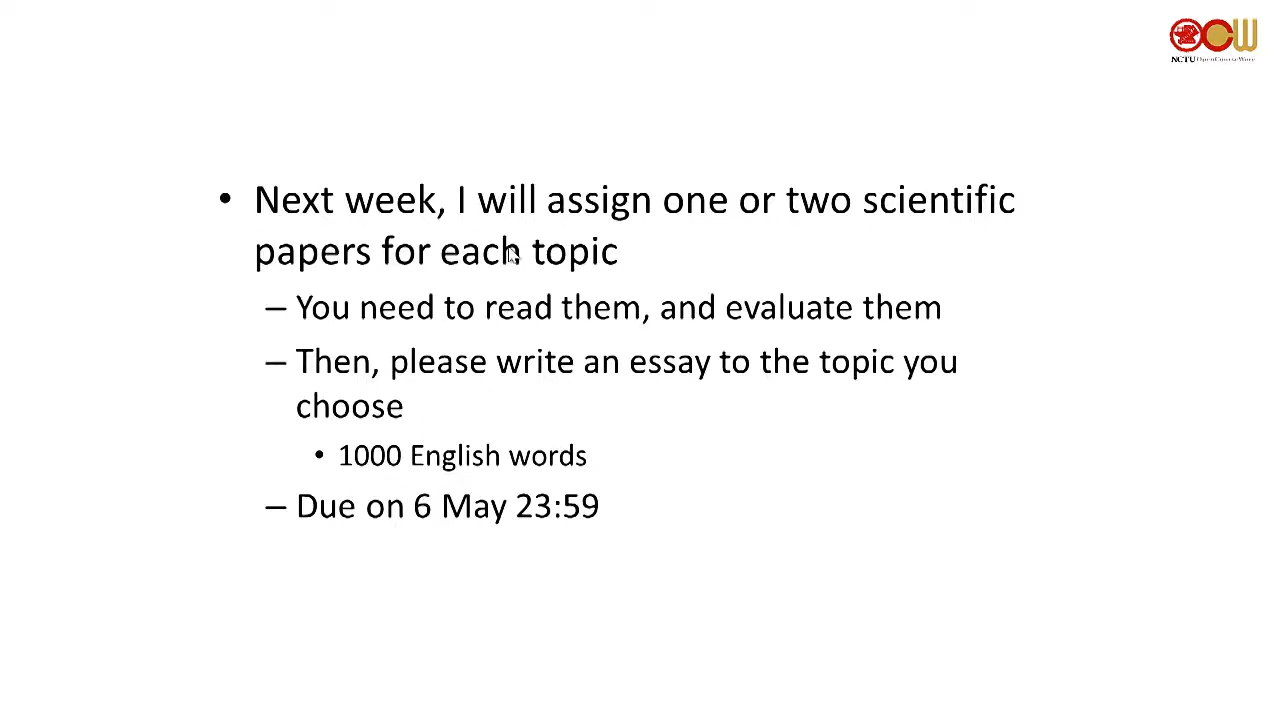 NCTU OpenCourseWare
• Next week, I will assign one or two scientific
papers for each topic
– You need to read them, and evaluate them
– Then, please write an essay to the topic you
choose
• 1000 English words
– Due on 6 May 23:59